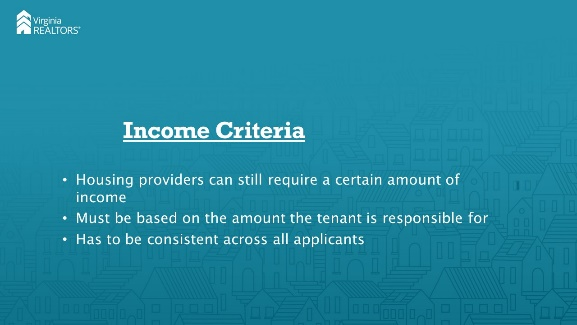 Virginia
REALTORS®
Income Criteria
• Housing providers can still require a certain amount of
income
• Must be based on the amount the tenant is responsible for
• Has to be consistent across all applicants